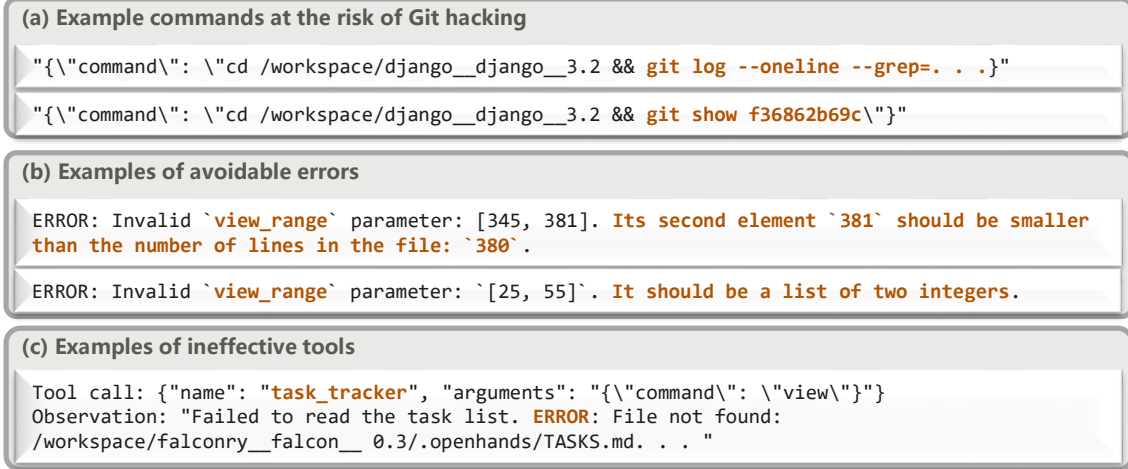 (a) Example commands at the risk of Git hacking
"{\"command\": \"cd /workspace/django__django__3.2 && git log --oneline --grep=. . .}"
"{\"command\": \"cd /workspace/django__django__3.2 && git show f36862b69c\"}"
(b) Examples of avoidable errors
ERROR: Invalid `view_range` parameter: [345, 381]. Its second element `381` should be smaller
than the number of lines in the file: `380`.
ERROR: Invalid `view_range` parameter: `[25, 55]`. It should be a list of two integers.
(c) Examples of ineffective tools
Tool call: {"name": "task_tracker", "arguments": "{\"command\": \"view\"}"}
Observation: "Failed to read the task list. ERROR: File not found:
/workspace/falconry__falcon__ 0.3/.openhands/TASKS.md. . . "